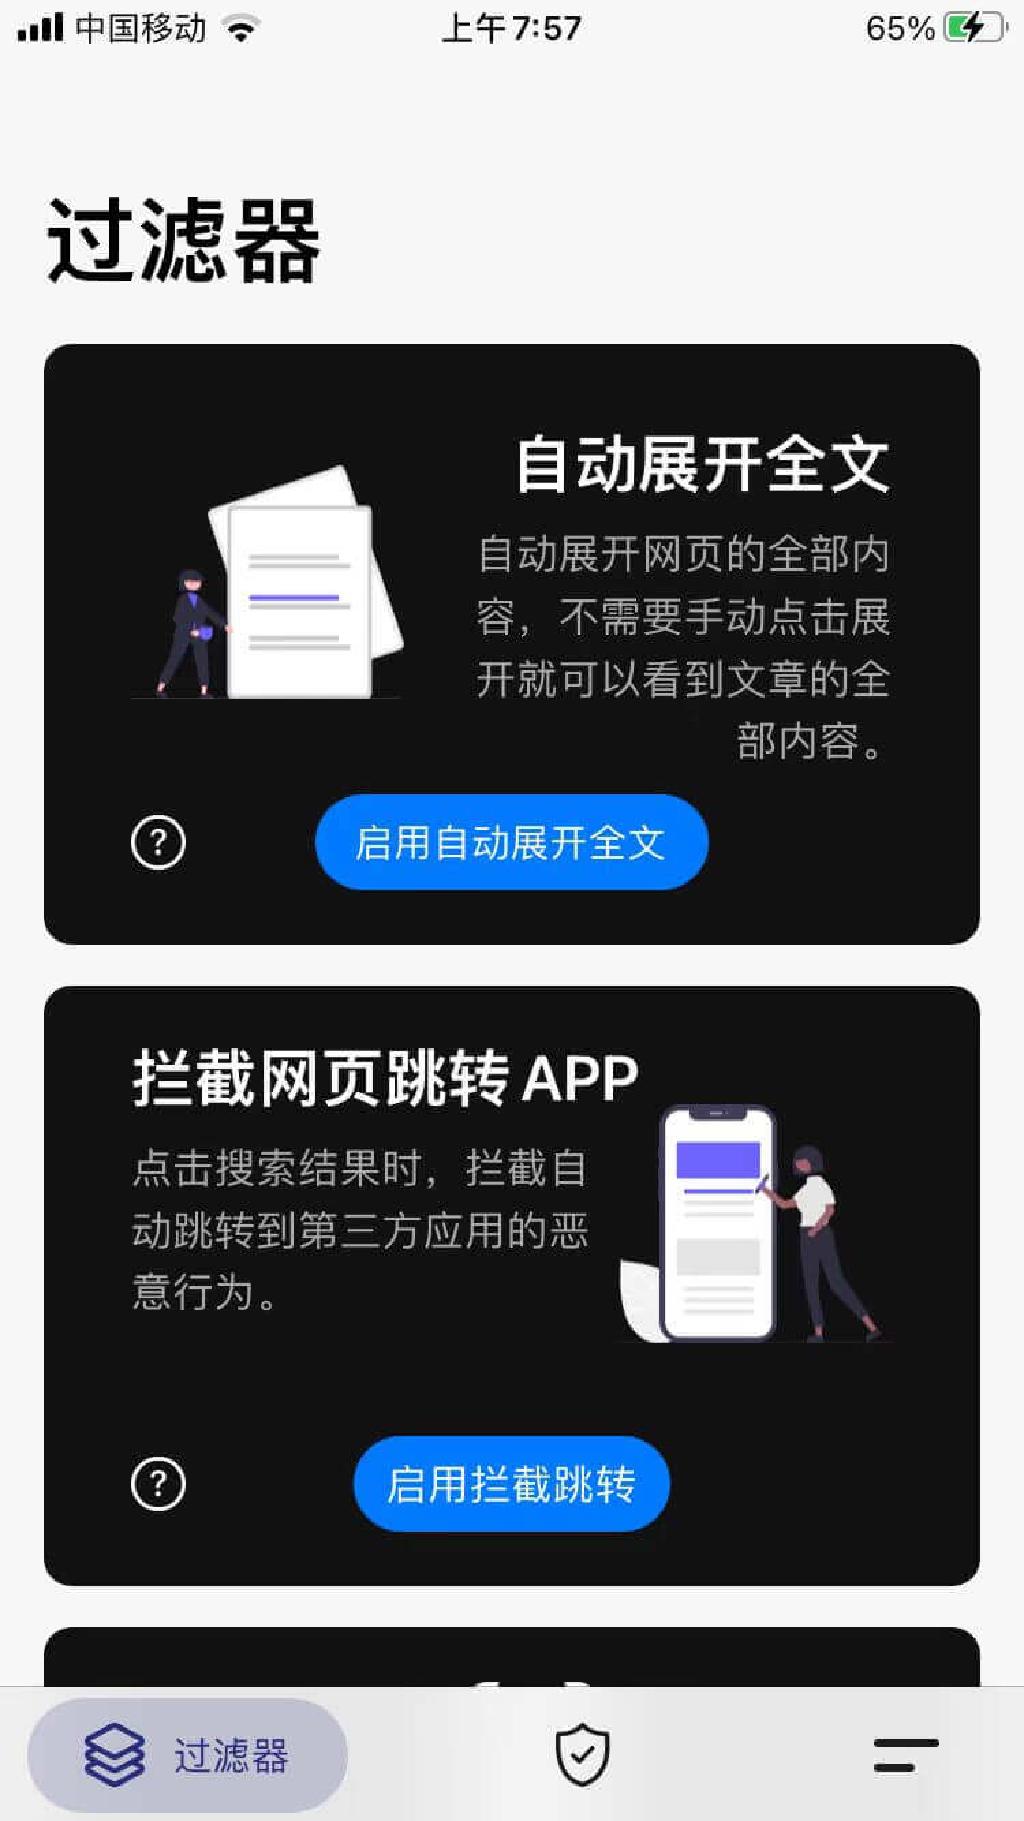 中国移动 上午7:57 65%
过滤器
自动展开全文
自动展开网页的全部内
容，不需要手动点击展
开就可以看到文章的全
部内容。
? 启用自动展开全文
拦截网页跳转APP
点击搜索结果时，拦截自
动跳转到第三方应用的恶
意行为。
? 启用拦截跳转
过滤器